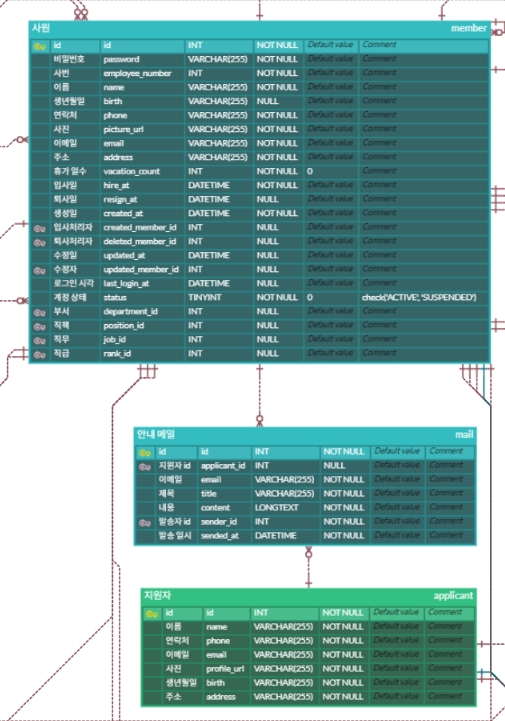 사원 member
id id INT NOT NULL Default value Comment
비밀번호 password VARCHAR(255) NOT NULL Default value Comment
사번 employee_number INT NOT NULL Default value Comment
이름 name VARCHAR(255) NOT NULL Default value Comment
생년월일 birth VARCHAR(255) NULL Default value Comment
연락처 phone VARCHAR(255) NOT NULL Default value Comment
사진 picture_url VARCHAR(255) NOT NULL Default value Comment
이메일 email VARCHAR(255) NOT NULL Default value Comment
주소 address VARCHAR(255) NOT NULL Default value Comment
휴가 일수 vacation_count INT NOT NULL 0 Comment
입사일 hire_at DATETIME NOT NULL Default value Comment
퇴사일 resign_at DATETIME NULL Default value Comment
생성일 created_at DATETIME NOT NULL Default value Comment
입사처리자 created_member_id INT NULL Default value Comment
퇴사처리자 deleted_member_id INT NULL Default value Comment
수정일 updated_at DATETIME NULL Default value Comment
수정자 updated_member_id INT NULL Default value Comment
로그인 시각 last_login_at DATETIME NULL Default value Comment
계정 상태 status TINYINT NOT NULL 0 check('ACTIVE', 'SUSPENDED')
부서 department_id INT NULL Default value Comment
직책 position_id INT NULL Default value Comment
직무 job_id INT NULL Default value Comment
직급 rank_id INT NULL Default value Comment
안내 메일 mail
id id INT NOT NULL Default value Comment
지원자 id applicant_id INT NULL Default value Comment
이메일 email VARCHAR(255) NOT NULL Default value Comment
제목 title VARCHAR(255) NOT NULL Default value Comment
내용 content LONGTEXT NOT NULL Default value Comment
발송자 id sender_id INT NOT NULL Default value Comment
발송 일시 sended_at DATETIME NOT NULL Default value Comment
지원자 applicant
id id INT NOT NULL Default value Comment
이름 name VARCHAR(255) NOT NULL Default value Comment
연락처 phone VARCHAR(255) NOT NULL Default value Comment
이메일 email VARCHAR(255) NOT NULL Default value Comment
사진 profile_url VARCHAR(255) NOT NULL Default value Comment
생년월일 birth VARCHAR(255) NOT NULL Default value Comment
주소 address VARCHAR(255) NOT NULL Default value Comment